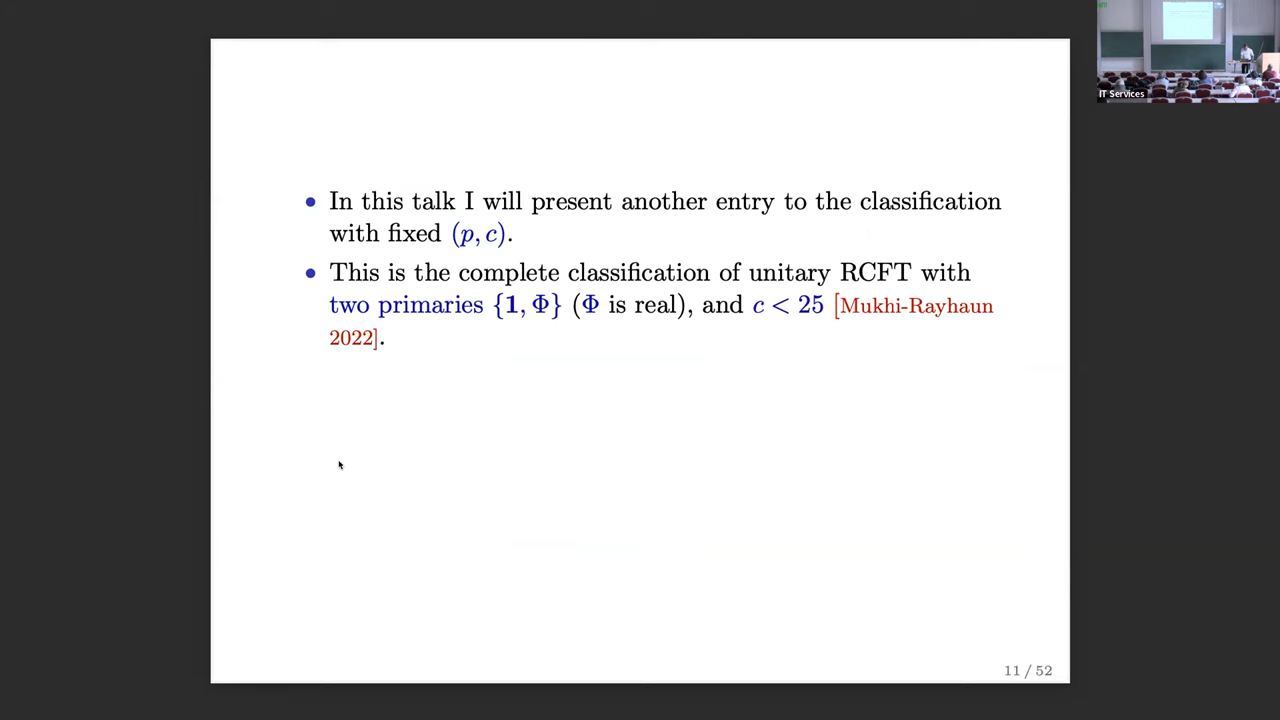 IT Services
• In this talk I will present another entry to the classification
with fixed (p, c).
• This is the complete classification of unitary RCFT with
two primaries {1, Φ} (Φ is real), and c < 25 [Mukhi-Rayhaun
2022].
11 / 52